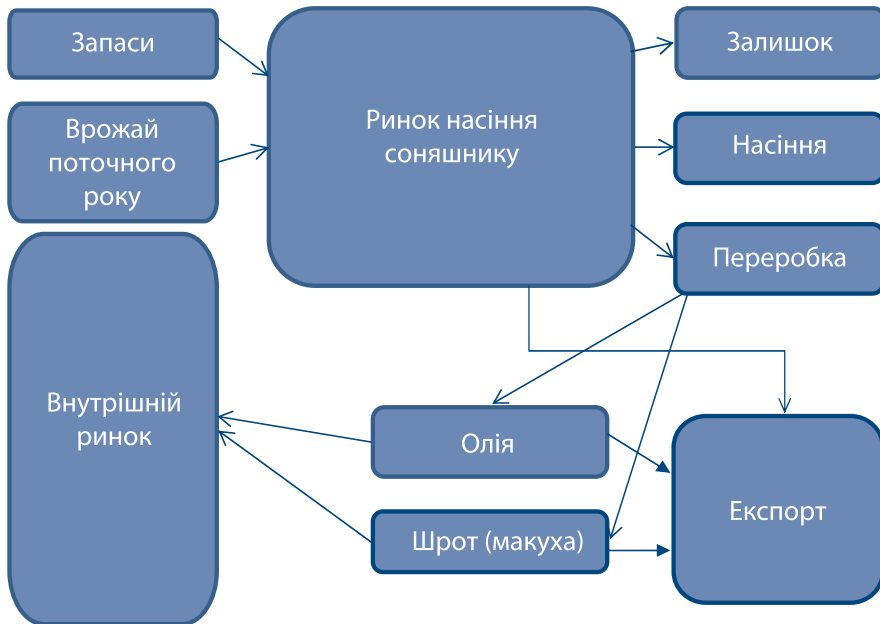 Запаси
Врожай
поточного
року
Ринок насіння
соняшнику
Залишок
Насіння
Переробка
Внутрішній
ринок
Олія
Шрот (макуха)
Експорт